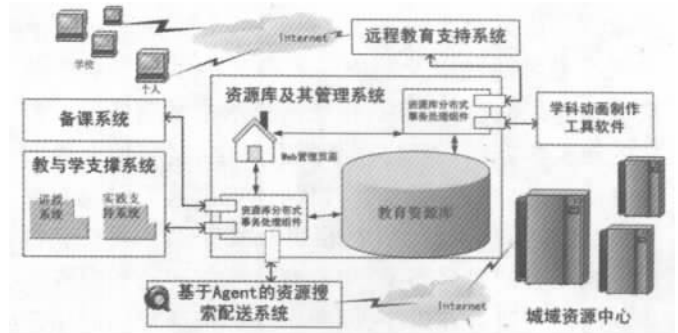 Internet
远程教育支持系统
学校
个人
资源库及其管理系统
备课系统
资源库分布式
事务处理组件
学科动画制作
工具软件
Web管理页面
教与学支撑系统
讲授
系统
实践支
持系统
资源库分布式
事务处理组件
教育资源库
基于Agent的资源搜
索配送系统
Internet
城域资源中心